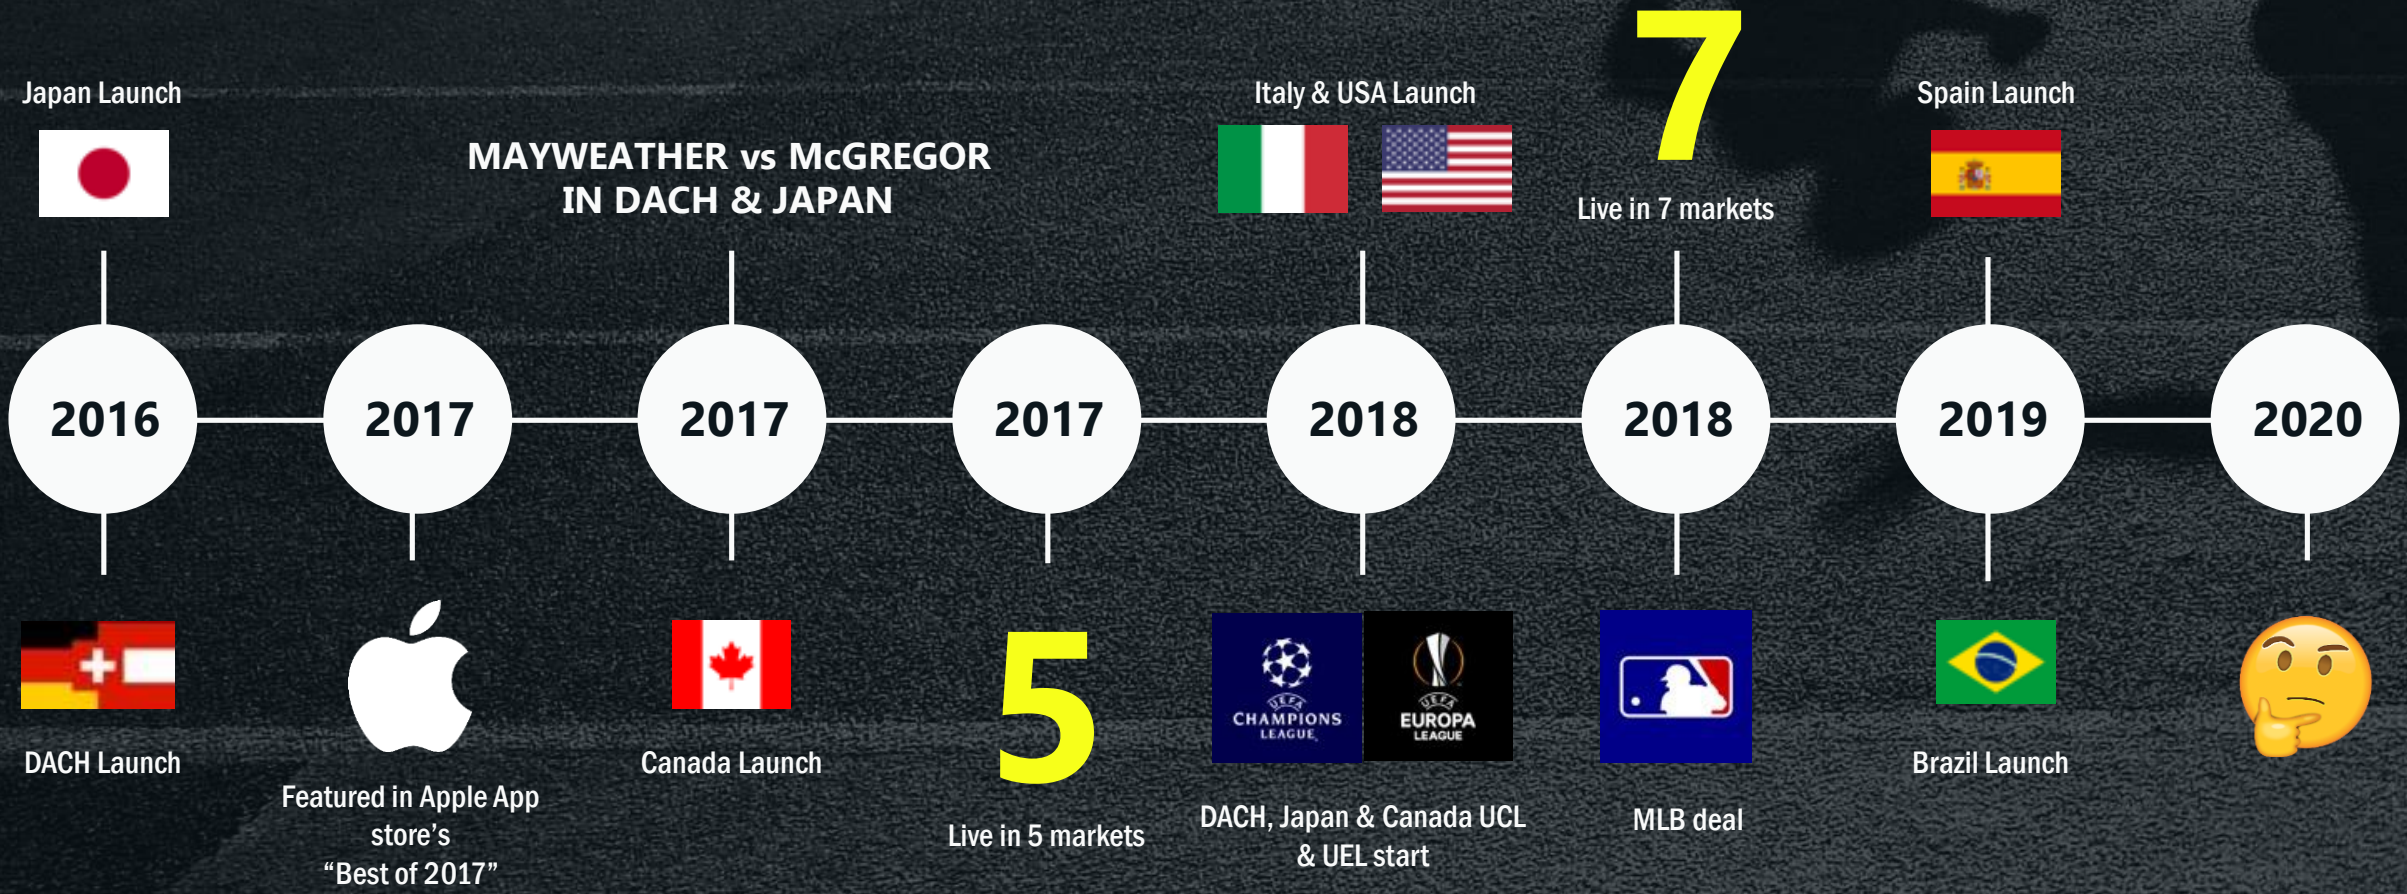 7
Japan Launch
Italy & USA Launch
Spain Launch
MAYWEATHER vs McGREGOR
IN DACH & JAPAN
Live in 7 markets
2016
2017
2017
2017
2018
2018
2019
2020
5
UEFA
CHAMPIONS
LEAGUE
UEFA
EUROPA
LEAGUE
DACH Launch
Canada Launch
Brazil Launch
Featured in Apple App
store’s
“Best of 2017”
Live in 5 markets
DACH, Japan & Canada UCL
& UEL start
MLB deal